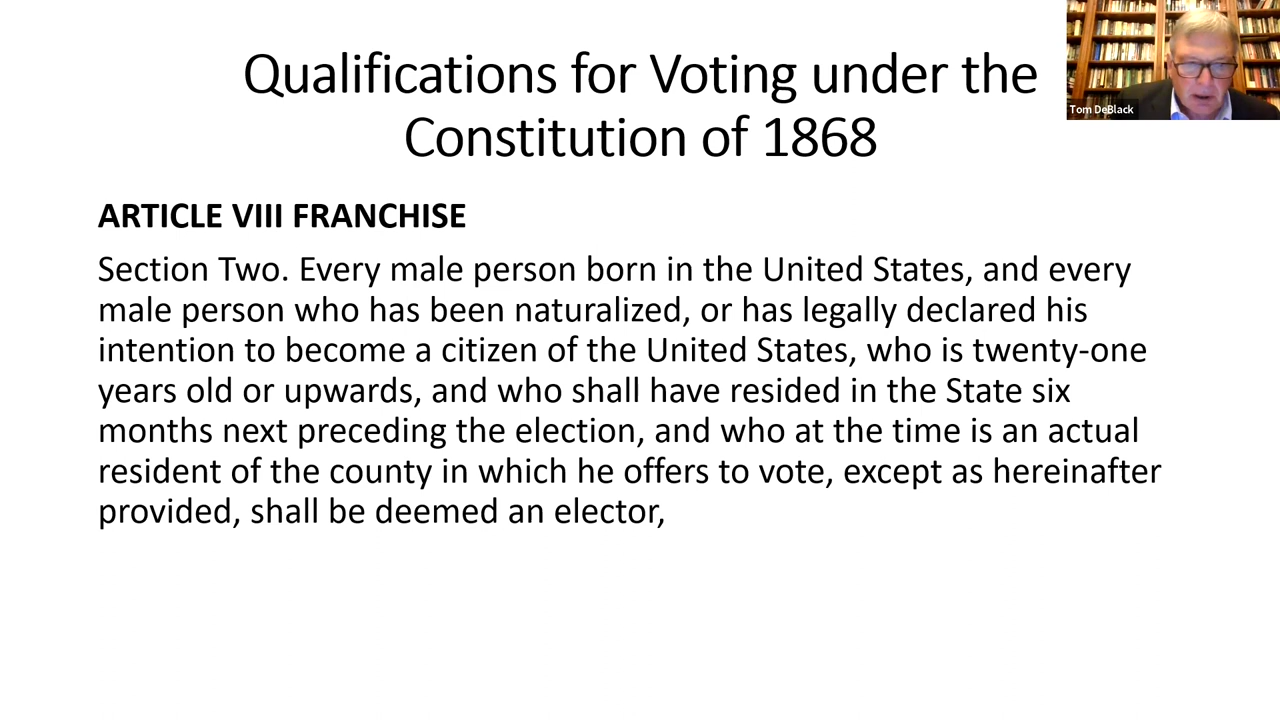 Qualifications for Voting under the
Constitution of 1868
Tom DeBlack
ARTICLE VIII FRANCHISE
Section Two. Every male person born in the United States, and every
male person who has been naturalized, or has legally declared his
intention to become a citizen of the United States, who is twenty-one
years old or upwards, and who shall have resided in the State six
months next preceding the election, and who at the time is an actual
resident of the county in which he offers to vote, except as hereinafter
provided, shall be deemed an elector,